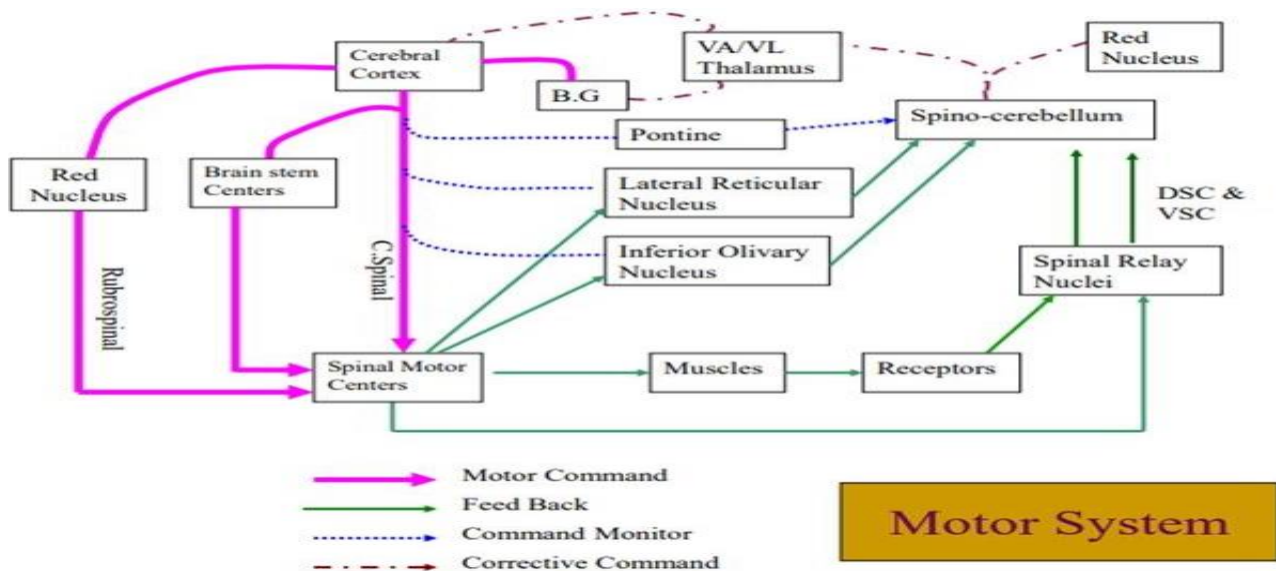 Cerebral
Cortex
VA/VL
Thalamus
Red
Nucleus
B.G
Spino-cerebellum
Pontine
Red
Nucleus
Brain stem
Centers
Lateral Reticular
Nucleus
DSC &
VSC
C.Spinal
Inferior Olivary
Nucleus
Spinal Relay
Nuclei
Rubrospinal
Spinal Motor
Centers
Muscles
Receptors
Motor Command
Feed Back
Command Monitor
Corrective Command
Motor System